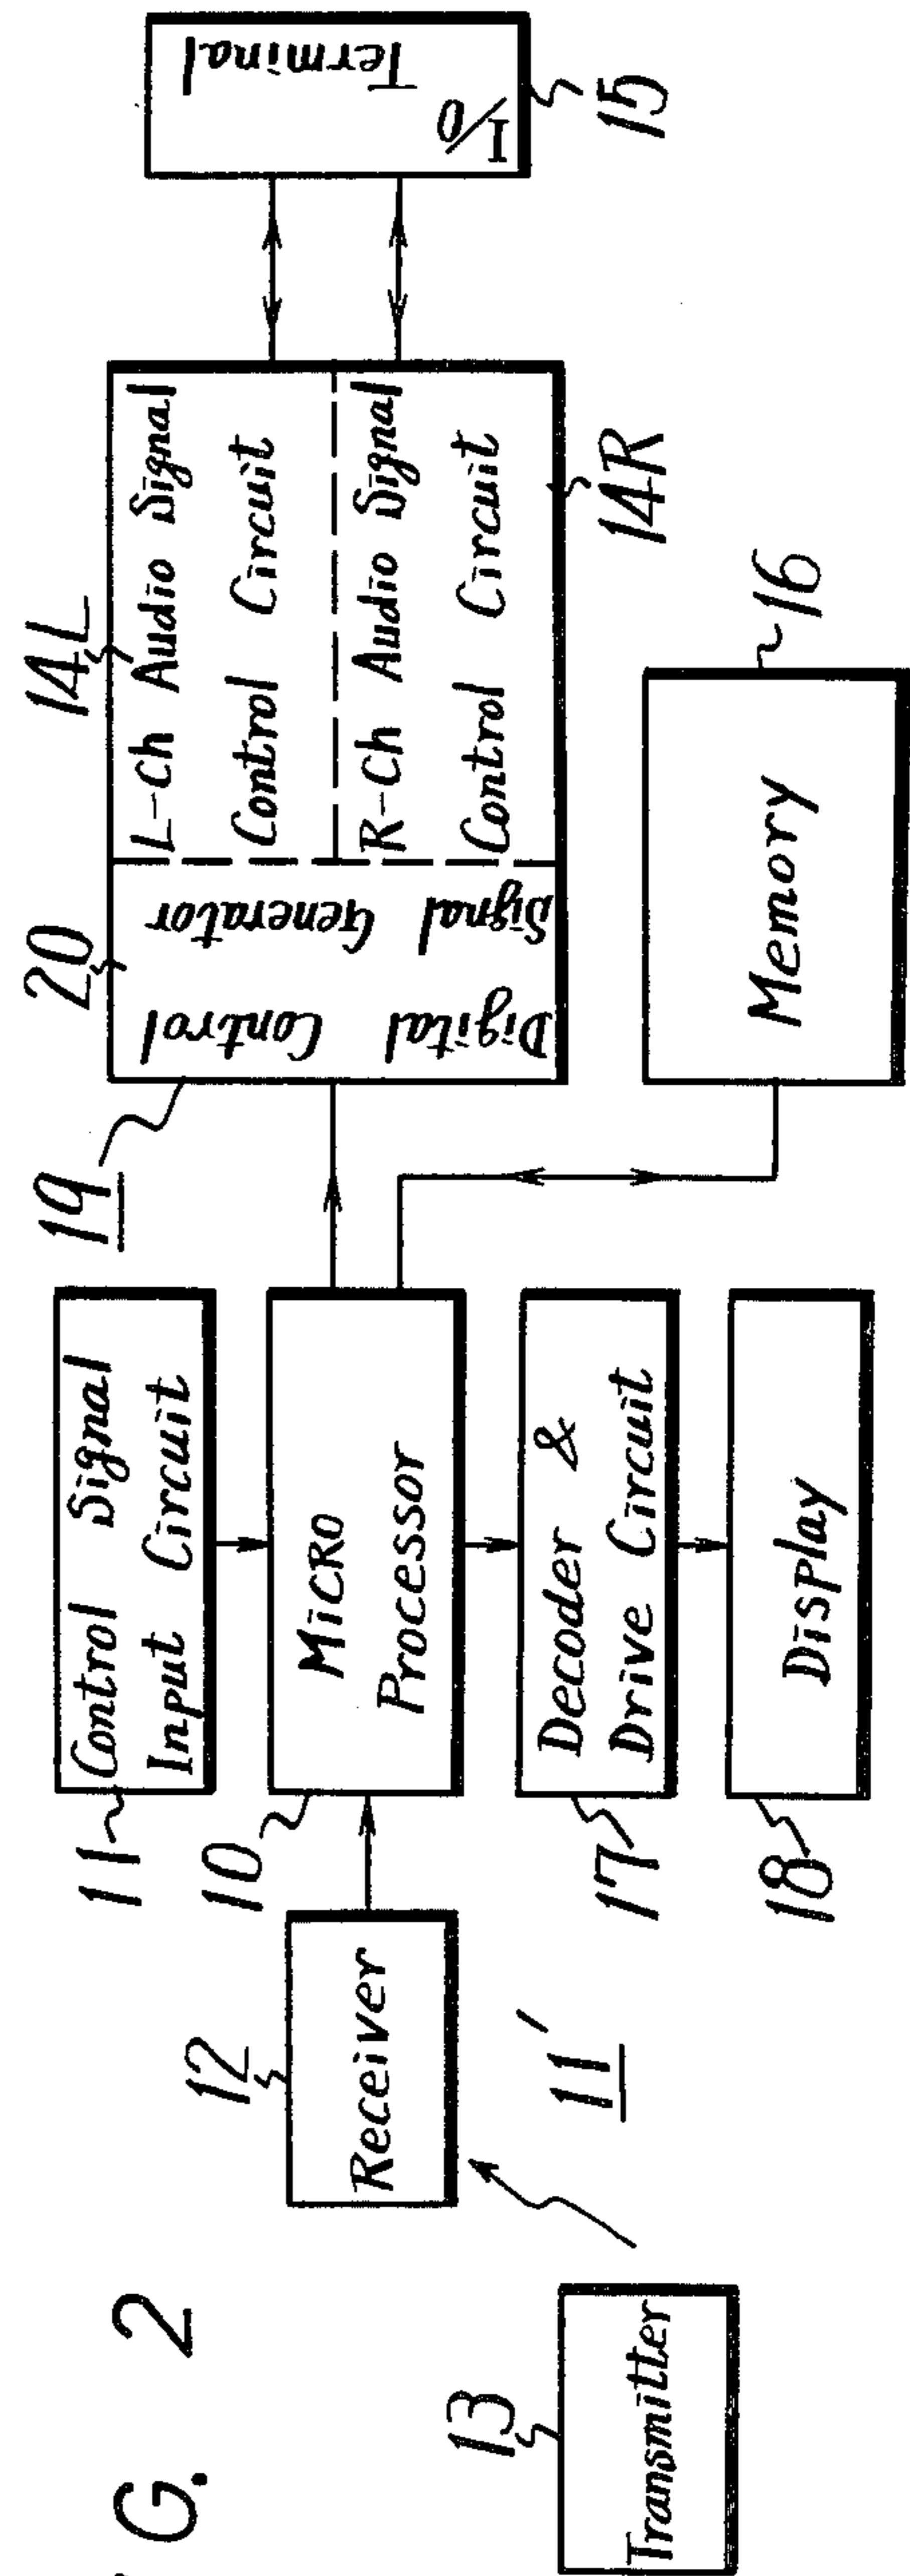 G. 2
13
Transmitter
12
Receiver
11'
11
Control Signal
Input Circuit
10
Micro
Processor
17
Decoder &
Drive Circuit
18
Display
19
20
Digital Control
Signal Generator
14L
L-Ch Audio Signal
Control Circuit
R-Ch Audio Signal
Control Circuit
14R
16
Memory
I/O
Terminal
15